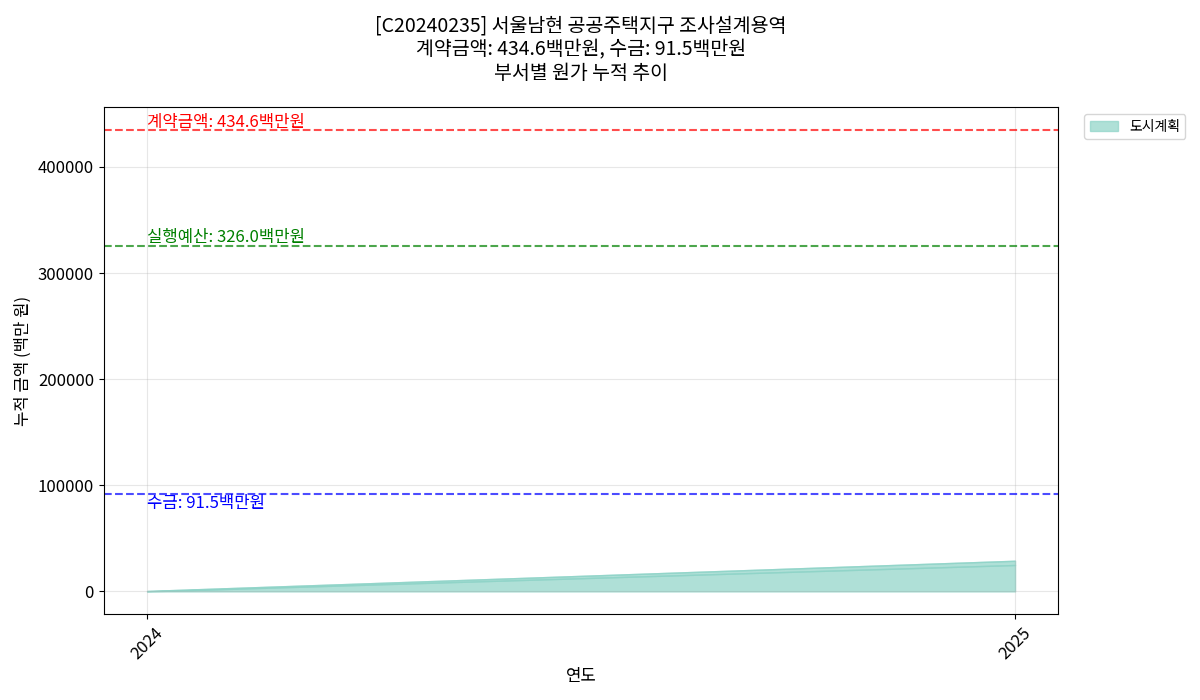 [C20240235] 서울남현 공공주택지구 조사설계용역
계약금액: 434.6백만원, 수금: 91.5백만원
부서별 원가 누적 추이
계약금액: 434.6백만원
도시계획
400000
실행예산: 326.0백만원
300000
누적 금액 (백만 원)
200000
100000
수금: 91.5백만원
0
2024
2025
연도